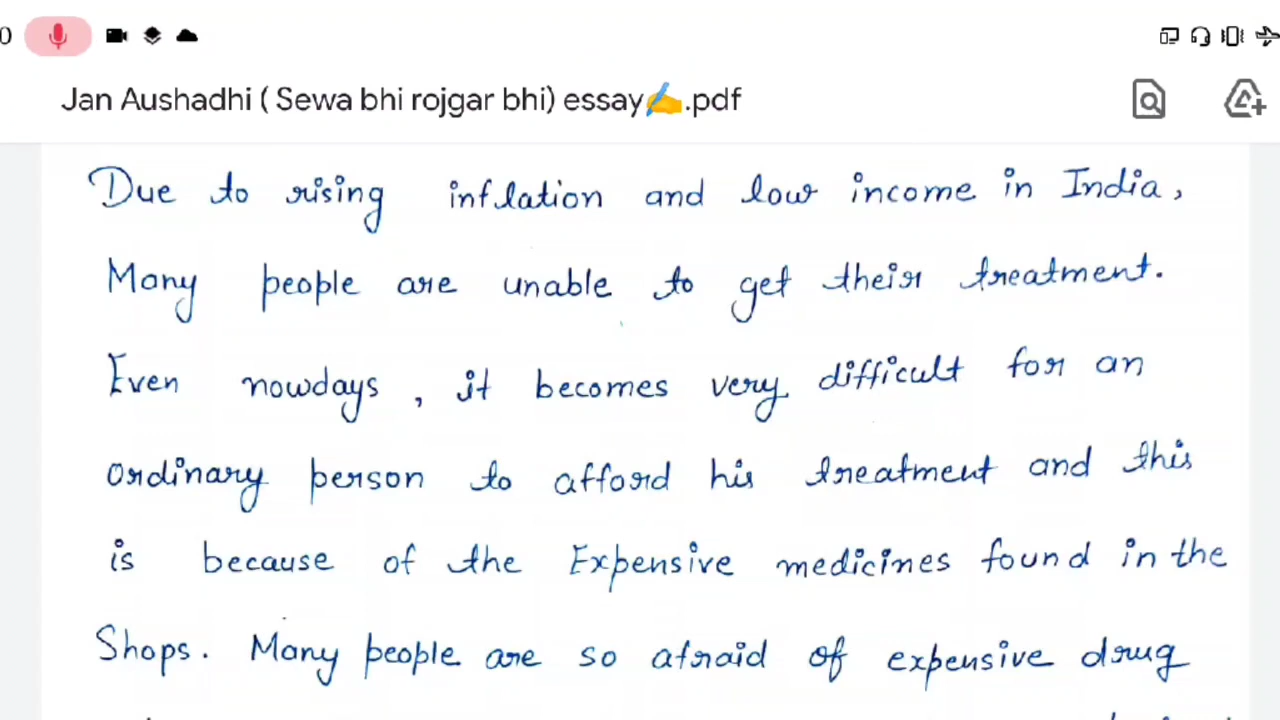 0
Jan Aushadhi ( Sewa bhi rojgar bhi) essay✍️.pdf
Due to rising inflation and low income in India,
Many people are unable to get their treatment.
Even nowdays, it becomes very difficult for an
ordinary person to afford his treatment and this
is because of the Expensive medicines found in the
Shops. Many people are so afraid of expensive drug